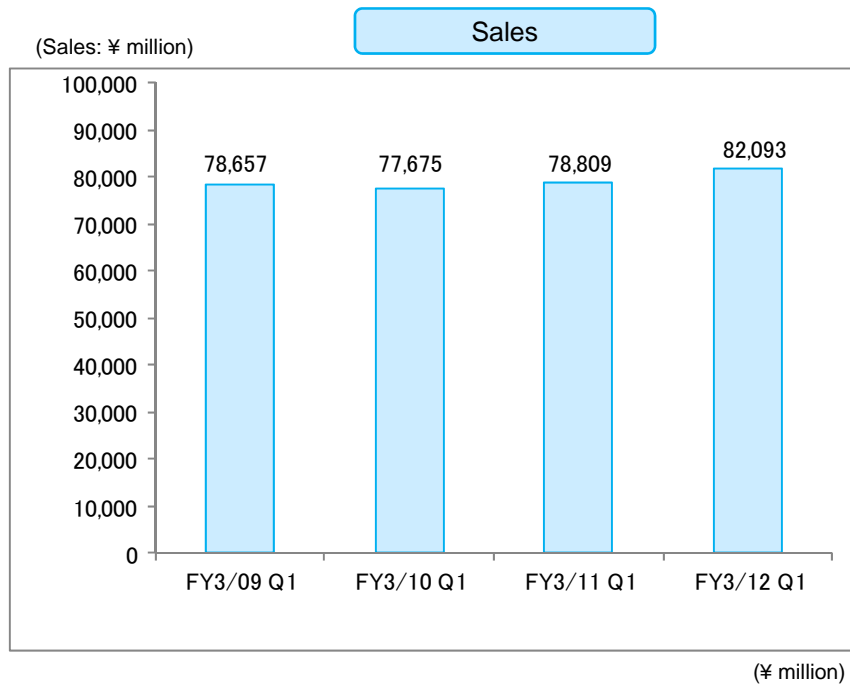 Sales
(Sales: ¥ million)
100,000
90,000
80,000
70,000
60,000
50,000
40,000
30,000
20,000
10,000
0
78,657
77,675
78,809
82,093
FY3/09 Q1
FY3/10 Q1
FY3/11 Q1
FY3/12 Q1
(¥ million)